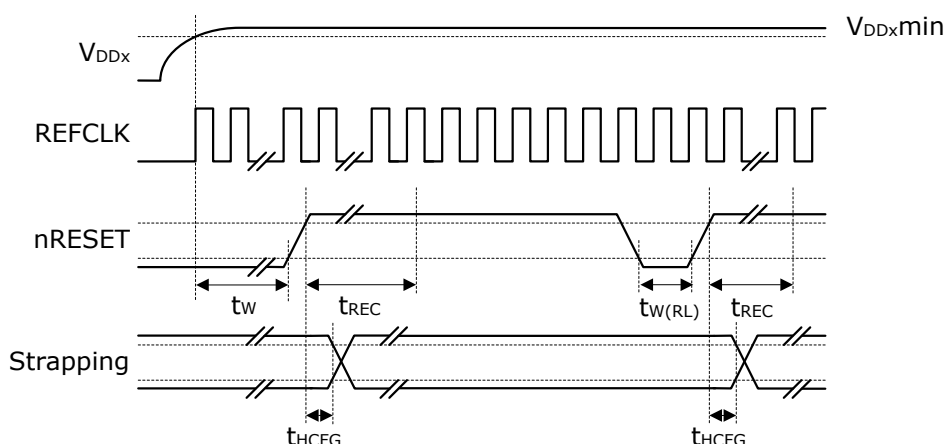 VDDxmin
VDDx
REFCLK
nRESET
tW
tREC
tW(RL)
tREC
Strapping
tHCFG
tHCFG